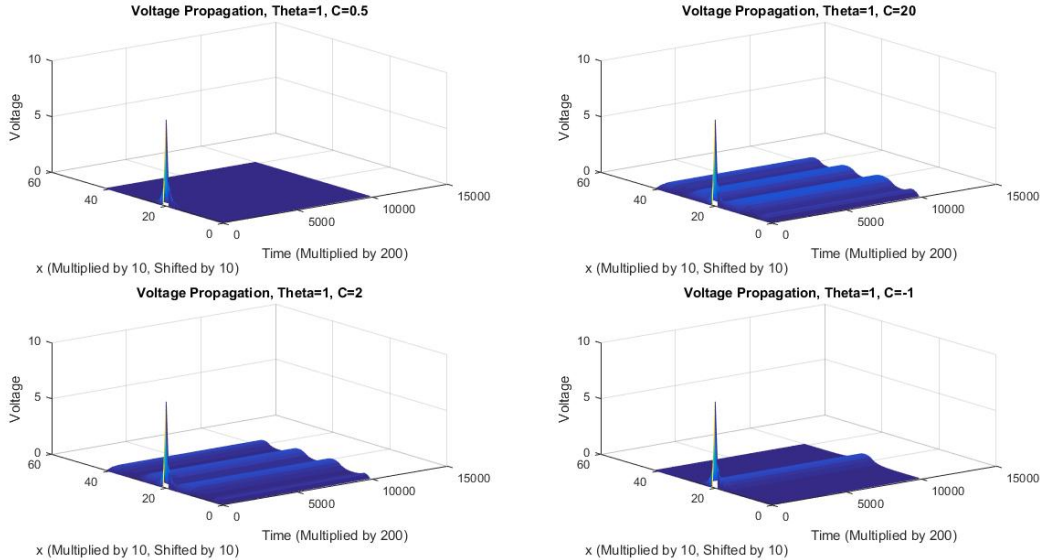 Voltage Propagation, Theta=1, C=0.5
10
5
0
Voltage
60
40
20
0
0
5000
10000
15000
Time (Multiplied by 200)
x (Multiplied by 10, Shifted by 10)
Voltage Propagation, Theta=1, C=20
10
5
0
Voltage
60
40
20
0
0
5000
10000
15000
Time (Multiplied by 200)
x (Multiplied by 10, Shifted by 10)
Voltage Propagation, Theta=1, C=2
10
5
0
Voltage
60
40
20
0
0
5000
10000
15000
Time (Multiplied by 200)
x (Multiplied by 10, Shifted by 10)
Voltage Propagation, Theta=1, C=-1
10
5
0
Voltage
60
40
20
0
0
5000
10000
15000
Time (Multiplied by 200)
x (Multiplied by 10, Shifted by 10)